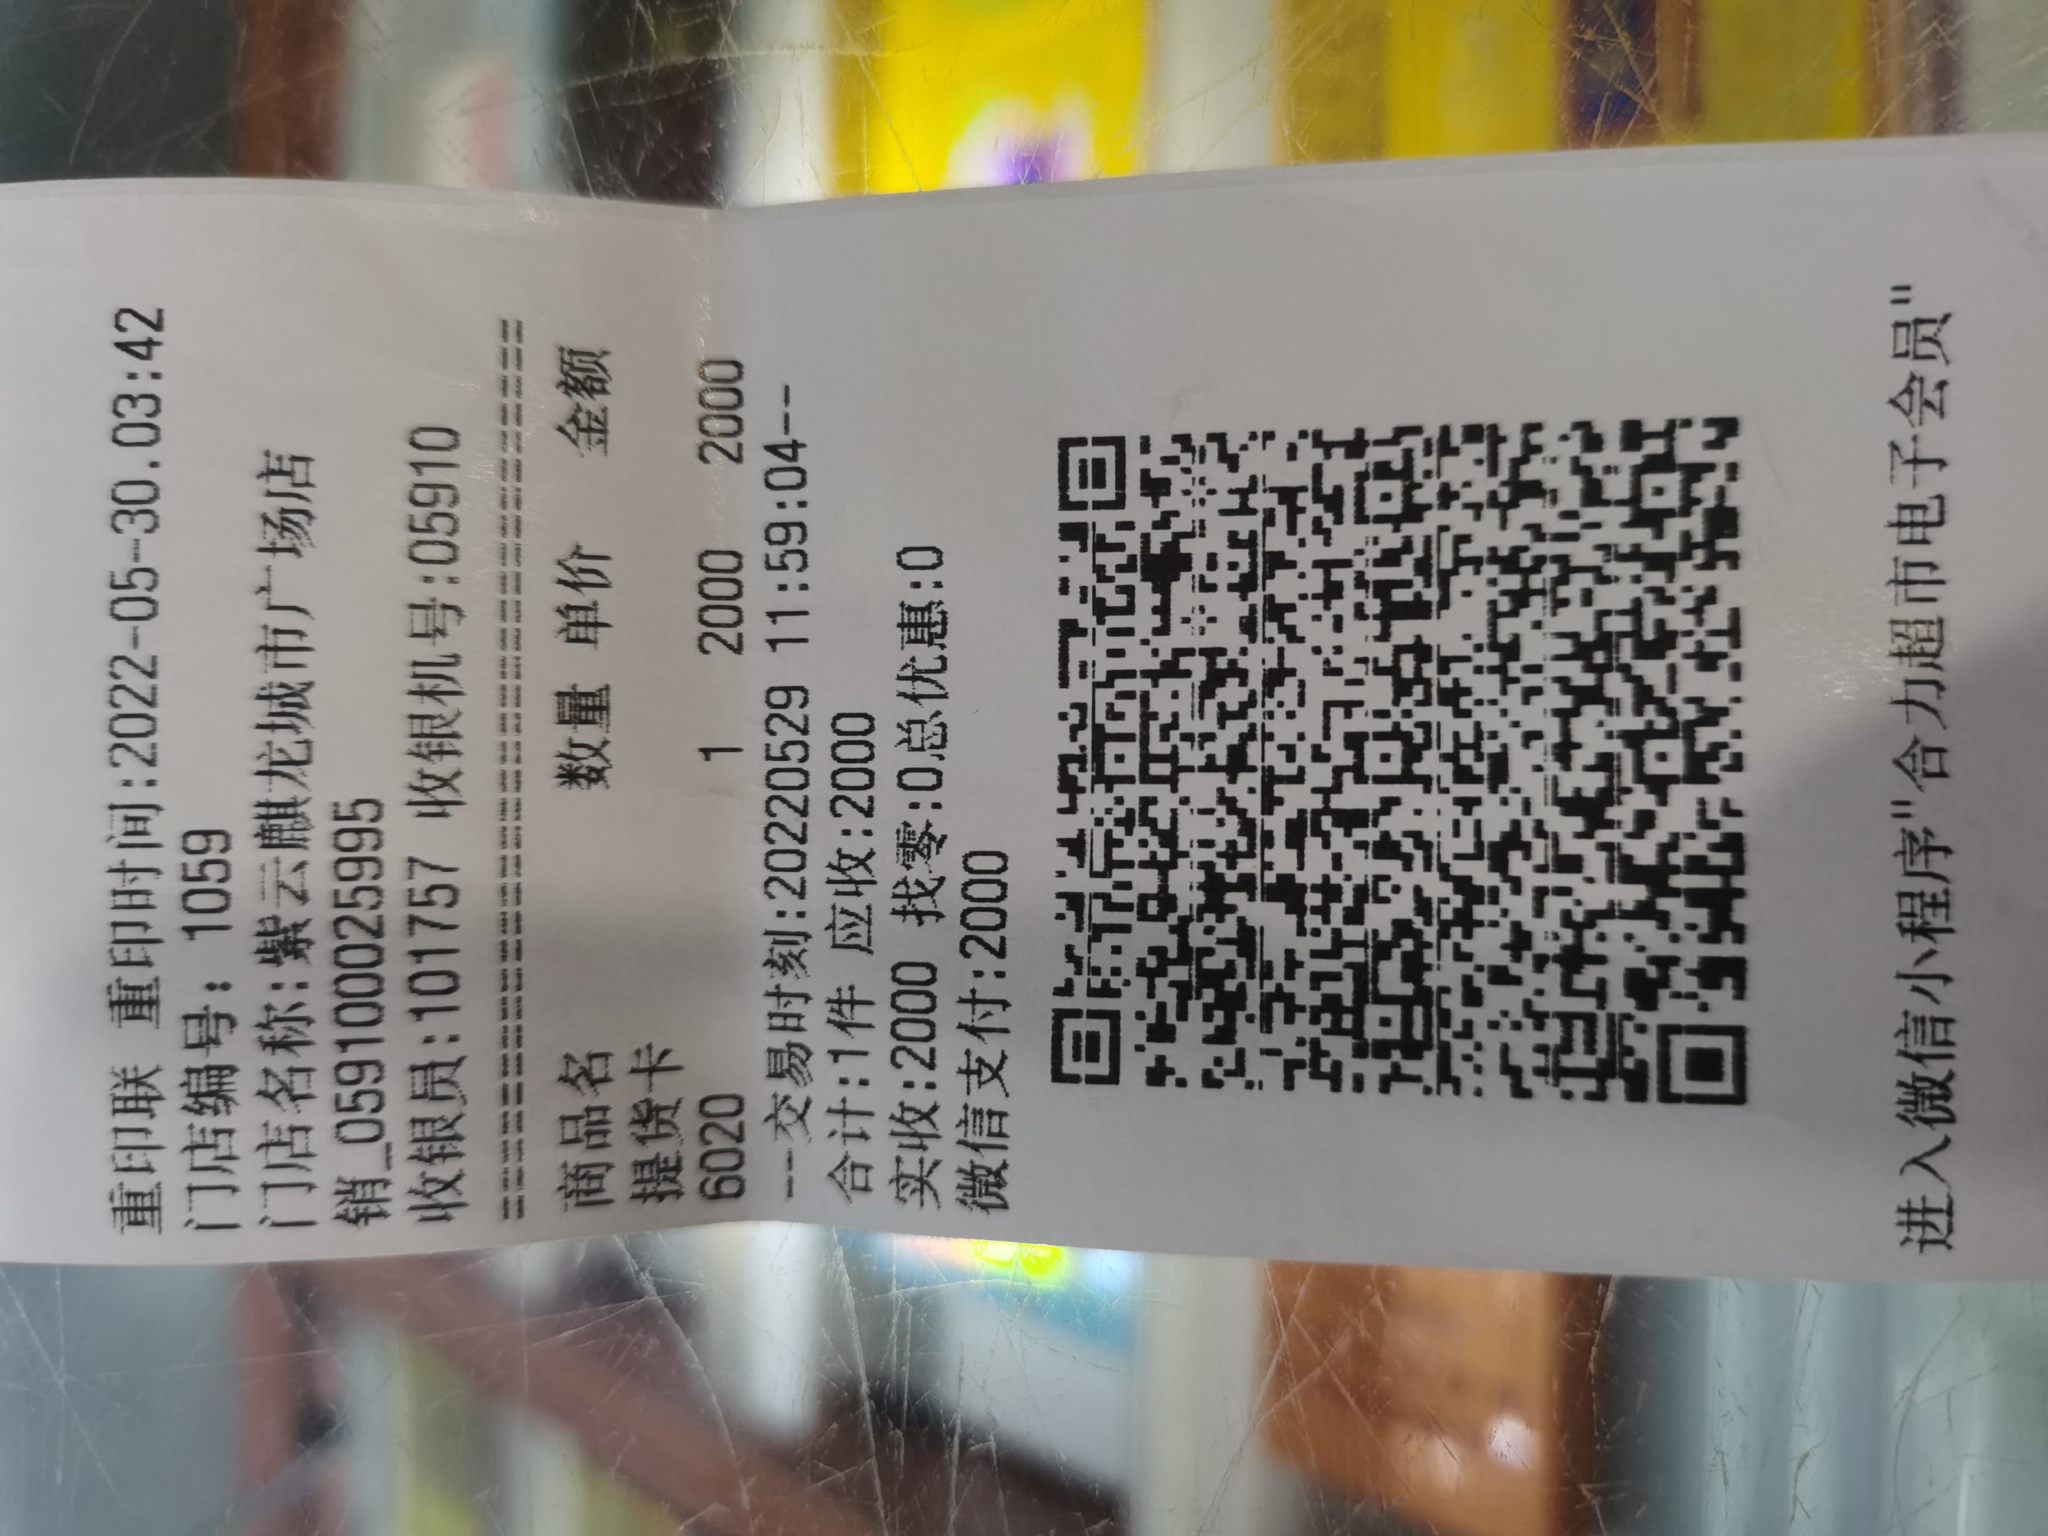 重印联 重印时间:2022-05-30.03:42
门店编号: 1059
门店名称:紫云麒龙城市广场店
销_0591000025995
收银员:101757 收银机号:05910
商品名 数量 单价 金额
提货卡
6020 1 2000 2000
---交易时刻:20220529 11:59:04--
合计:1件 应收:2000
实收:2000 找零:0总优惠:0
微信支付:2000
进入微信小程序"合力超市电子会员"